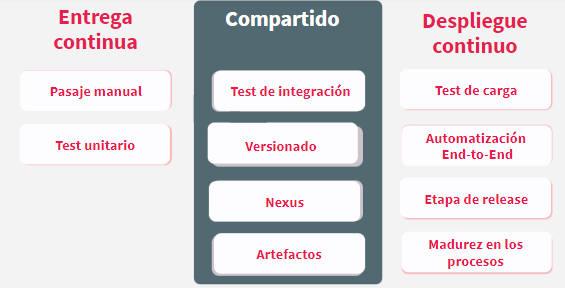 Entrega
continua
Pasaje manual
Test unitario
Compartido
Test de integración
Versionado
Nexus
Artefactos
Despliegue
continuo
Test de carga
Automatización
End-to-End
Etapa de release
Madurez en los
procesos